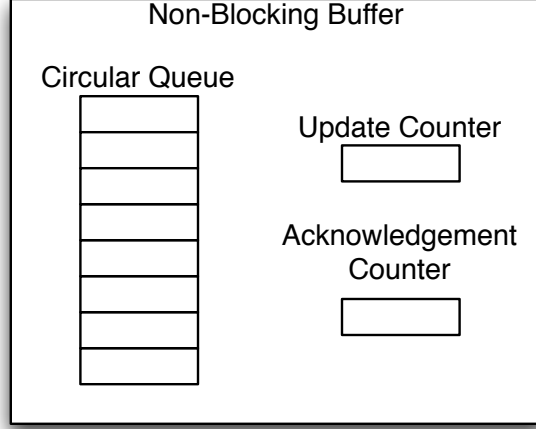 Non-Blocking Buffer
Circular Queue
Update Counter
Acknowledgement
Counter